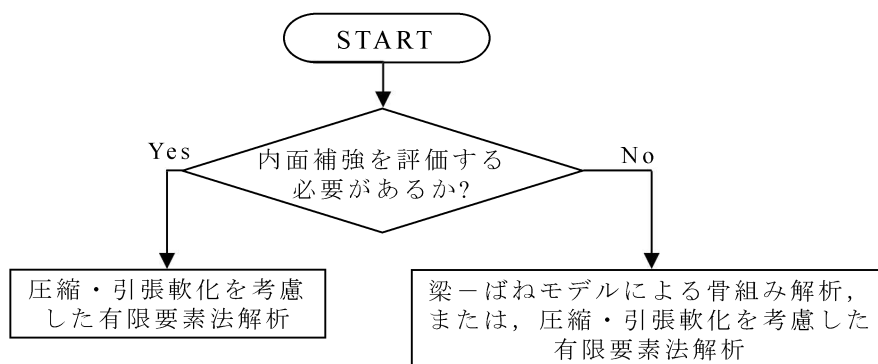 START
内面補強を評価する
必要があるか?
Yes
No
圧縮・引張軟化を考慮
した有限要素法解析
梁－ばねモデルによる骨組み解析，
または，圧縮・引張軟化を考慮した
有限要素法解析